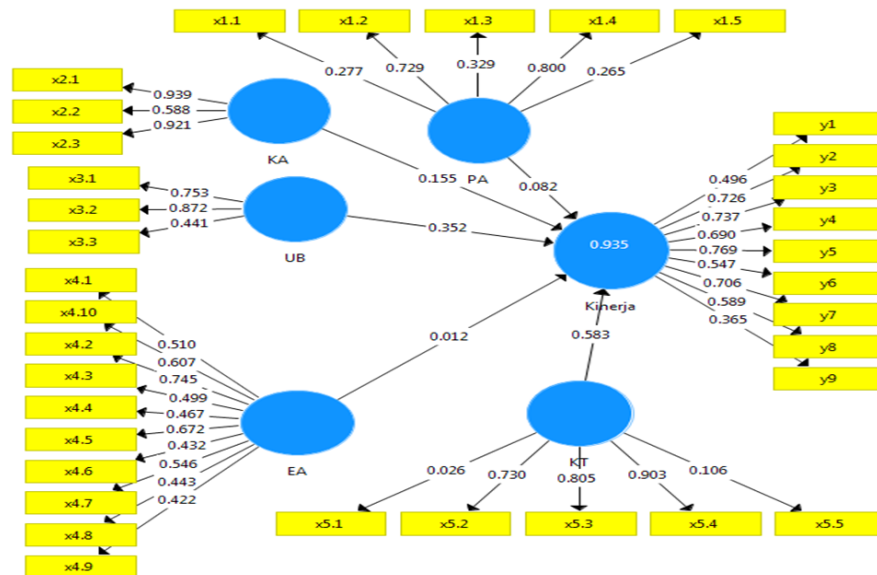 x1.1 x1.2 x1.3 x1.4 x1.5
0.277 0.729 0.329 0.800 0.265
PA
0.082
x2.1
x2.2
x2.3
0.939
0.588
0.921
KA
0.155
x3.1
x3.2
x3.3
0.753
0.872
0.441
UB
0.352
x4.1
x4.10
x4.2
x4.3
x4.4
x4.5
x4.6
x4.7
x4.8
x4.9
0.510
0.607
0.745
0.499
0.467
0.672
0.432
0.546
0.443
0.422
EA
0.012
0.935
Kinerja
0.496
0.726
0.737
0.690
0.769
0.547
0.706
0.589
0.365
y1
y2
y3
y4
y5
y6
y7
y8
y9
0.583
KT
0.026 0.730 0.805 0.903 0.106
x5.1 x5.2 x5.3 x5.4 x5.5